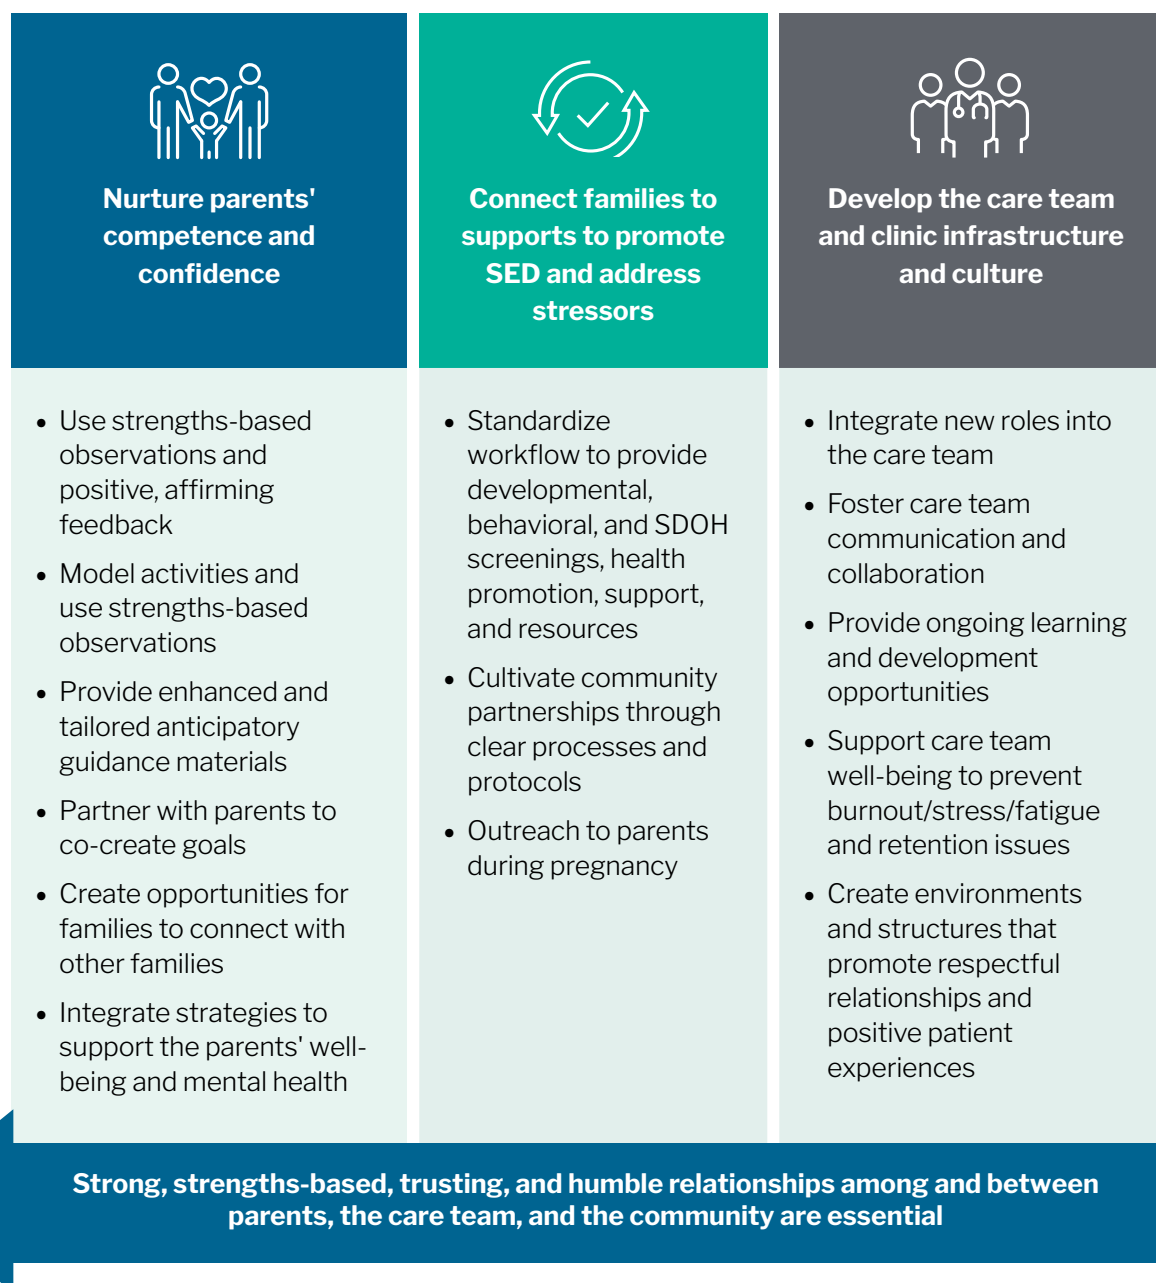 Nurture parents'
competence and
confidence
Connect families to
supports to promote
SED and address
stressors
Develop the care team
and clinic infrastructure
and culture
• Use strengths-based
observations and
positive, affirming
feedback
• Model activities and
use strengths-based
observations
• Provide enhanced and
tailored anticipatory
guidance materials
• Partner with parents to
co-create goals
• Create opportunities for
families to connect with
other families
• Integrate strategies to
support the parents' well-
being and mental health
• Standardize
workflow to provide
developmental,
behavioral, and SDOH
screenings, health
promotion, support,
and resources
• Cultivate community
partnerships through
clear processes and
protocols
• Outreach to parents
during pregnancy
• Integrate new roles into
the care team
• Foster care team
communication and
collaboration
• Provide ongoing learning
and development
opportunities
• Support care team
well-being to prevent
burnout/stress/fatigue
and retention issues
• Create environments
and structures that
promote respectful
relationships and
positive patient
experiences
Strong, strengths-based, trusting, and humble relationships among and between
parents, the care team, and the community are essential